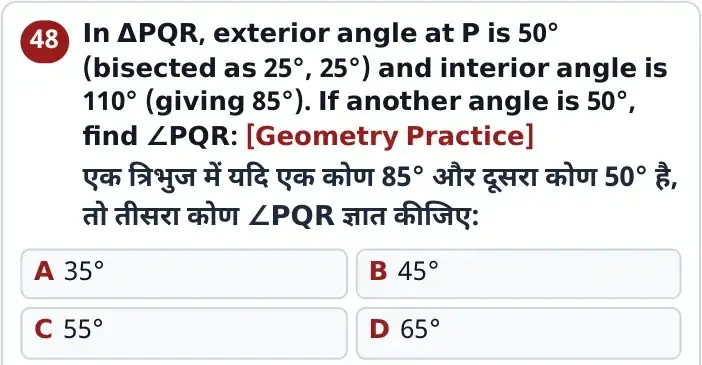 48 In ΔPQR, exterior angle at P is 50°
(bisected as 25°, 25°) and interior angle is
110° (giving 85°). If another angle is 50°,
find ∠PQR: [Geometry Practice]
एक त्रिभुज में यदि एक कोण 85° और दूसरा कोण 50° है,
तो तीसरा कोण ∠PQR ज्ञात कीजिए:
A 35°
B 45°
C 55°
D 65°